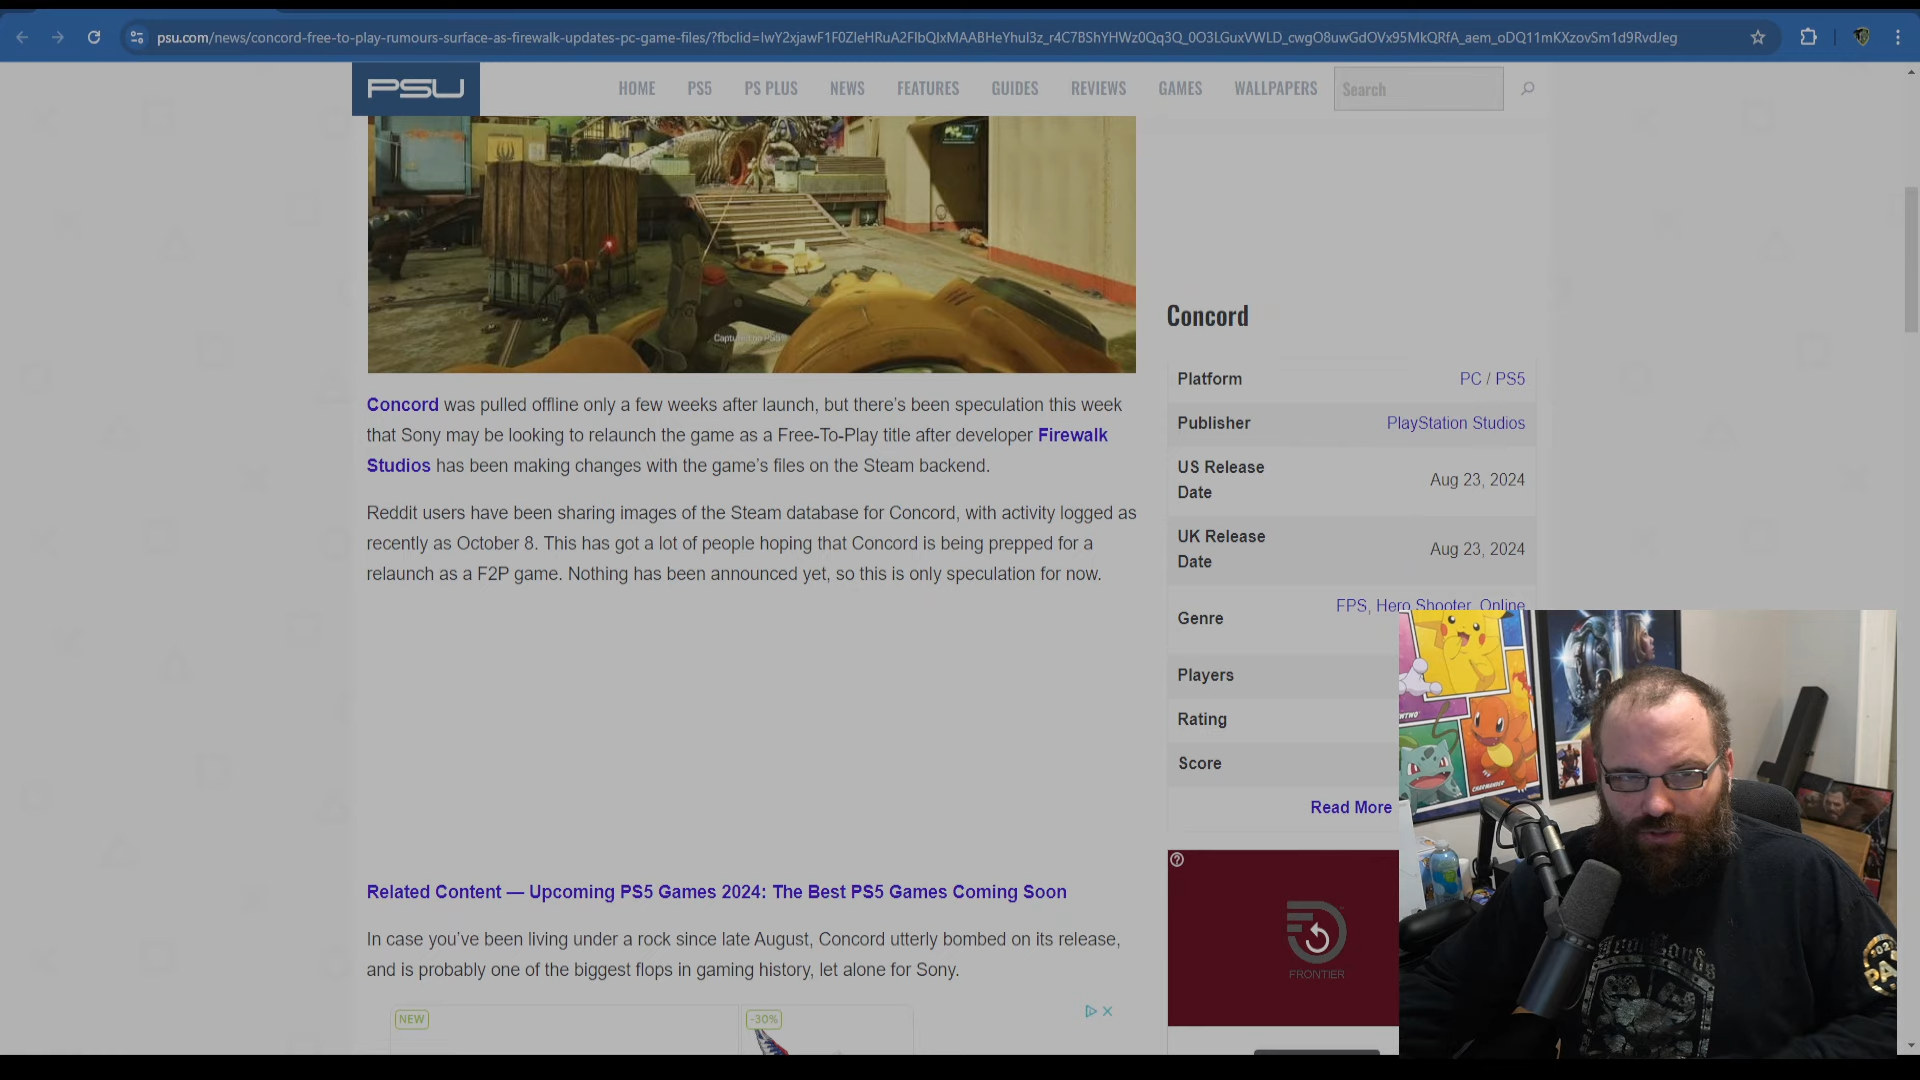 psu.com/news/concord-free-to-play-rumours-surface-as-firewalk-updates-pc-game-files/?fbclid=IwY2xjawF1F0ZleHRuA2FlbQIxMAABHeYhul3z_r4C7BShYHWz0Qq3Q_0O3LGuxVWLD_cwgO8uwGdOVx95MkQRfA_aem_oDQ11mKXzovSm1d9RvdJeg
PSU
HOME PS5 PS PLUS NEWS FEATURES GUIDES REVIEWS GAMES WALLPAPERS Search
Concord was pulled offline only a few weeks after launch, but there's been speculation this week
that Sony may be looking to relaunch the game as a Free-To-Play title after developer Firewalk
Studios has been making changes with the game's files on the Steam backend.
Reddit users have been sharing images of the Steam database for Concord, with activity logged as
recently as October 8. This has got a lot of people hoping that Concord is being prepped for a
relaunch as a F2P game. Nothing has been announced yet, so this is only speculation for now.
Related Content — Upcoming PS5 Games 2024: The Best PS5 Games Coming Soon
In case you've been living under a rock since late August, Concord utterly bombed on its release,
and is probably one of the biggest flops in gaming history, let alone for Sony.
NEW
-30%
Concord
Platform PC / PS5
Publisher PlayStation Studios
US Release
Date
Aug 23, 2024
UK Release
Date
Aug 23, 2024
Genre
FPS, Hero Shooter, Online
Players
Rating
Score
Read More
FRONTIER
CHARMANDER